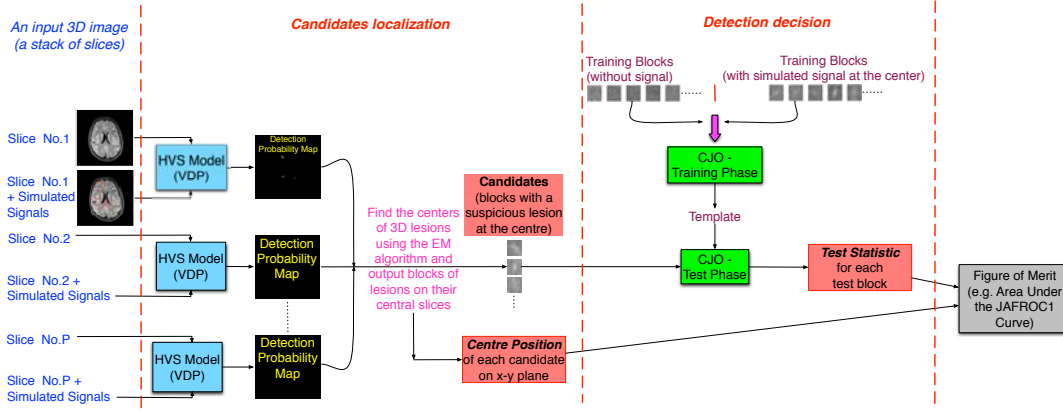 An input 3D image
(a stack of slices)
Candidates localization
Detection decision
Training Blocks
(without signal)
Training Blocks
(with simulated signal at the center)
......
......
Slice No.1
Slice No.1
+ Simulated
Signals
HVS Model
(VDP)
Detection
Probability Map
CJO -
Training Phase
Template
Candidates
(blocks with a
suspicious lesion
at the centre)
Find the centers
of 3D lesions
using the EM
algorithm and
output blocks of
lesions on their
central slices
Slice No.2
Slice No.2 +
Simulated Signals
HVS Model
(VDP)
Detection
Probability
Map
CJO -
Test Phase
Test Statistic
for each
test block
Figure of Merit
(e.g. Area Under
the JAFROC1
Curve)
Slice No.P
Slice No.P +
Simulated Signals
HVS Model
(VDP)
Detection
Probability
Map
Centre Position
of each candidate
on x-y plane